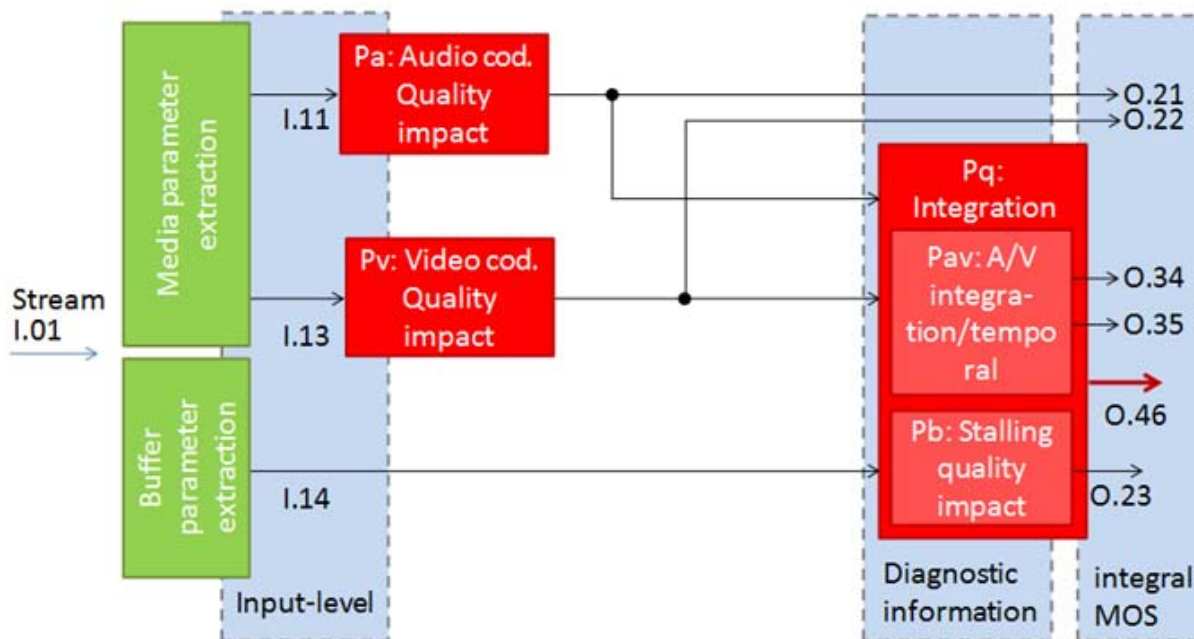 Media parameter
extraction
Buffer
parameter
extraction
Stream
I.01
I.11
I.13
I.14
Input-level
Pa: Audio cod.
Quality
impact
Pv: Video cod.
Quality
impact
Pq:
Integration
Pav: A/V
integra-
tion/tempo
ral
Pb: Stalling
quality
impact
Diagnostic
information
O.21
O.22
O.34
O.35
O.46
O.23
integral
MOS